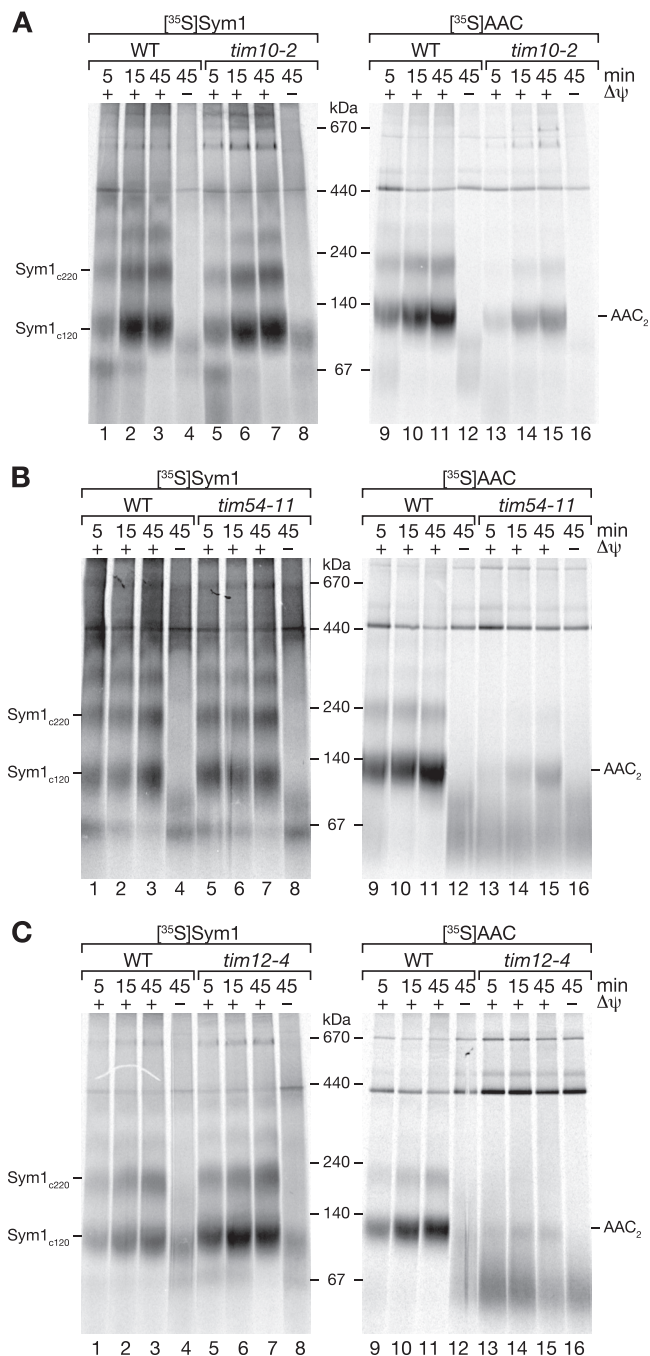 A
[³⁵S]Sym1 [³⁵S]AAC
WT tim10-2 WT tim10-2
5 15 45 45 5 15 45 45 5 15 45 45 5 15 45 45 min
+ + + − + + + − + + + − + + + − Δψ
kDa
670
440
240
Sym1c220
140
Sym1c120 AAC₂
67
1 2 3 4 5 6 7 8 9 10 11 12 13 14 15 16
B
[³⁵S]Sym1 [³⁵S]AAC
WT tim54-11 WT tim54-11
5 15 45 45 5 15 45 45 5 15 45 45 5 15 45 45 min
+ + + − + + + − + + + − + + + − Δψ
kDa
670
440
240
Sym1c220
140
Sym1c120 AAC₂
67
1 2 3 4 5 6 7 8 9 10 11 12 13 14 15 16
C
[³⁵S]Sym1 [³⁵S]AAC
WT tim12-4 WT tim12-4
5 15 45 45 5 15 45 45 5 15 45 45 5 15 45 45 min
+ + + − + + + − + + + − + + + − Δψ
kDa
670
440
240
Sym1c220
140
Sym1c120 AAC₂
67
1 2 3 4 5 6 7 8 9 10 11 12 13 14 15 16